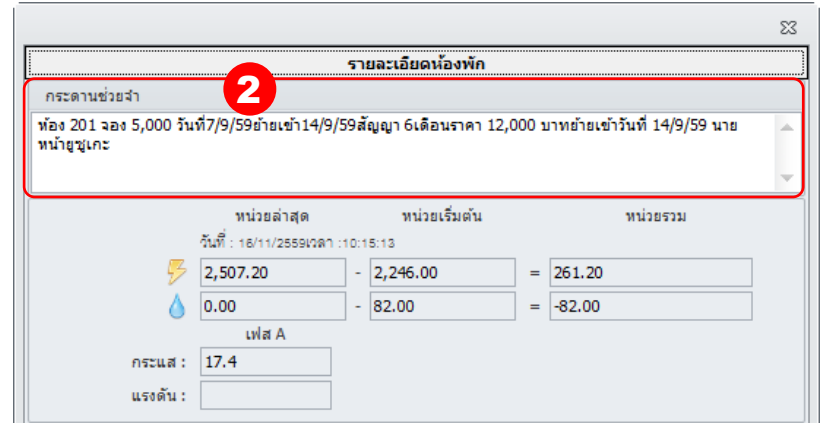 รายละเอียดห้องพัก
กระดานช่วยจำ
2
ห้อง 201 จอง 5,000 วันที่7/9/59ย้ายเข้า14/9/59สัญญา 6เดือนราคา 12,000 บาทย้ายเข้าวันที่ 14/9/59 นาย
หน้ายูชูเกะ
หน่วยล่าสุด หน่วยเริ่มต้น หน่วยรวม
วันที่ : 16/11/2559เวลา :10:15:13
2,507.20 - 2,246.00 = 261.20
0.00 - 82.00 = -82.00
เฟส A
กระแส : 17.4
แรงดัน :